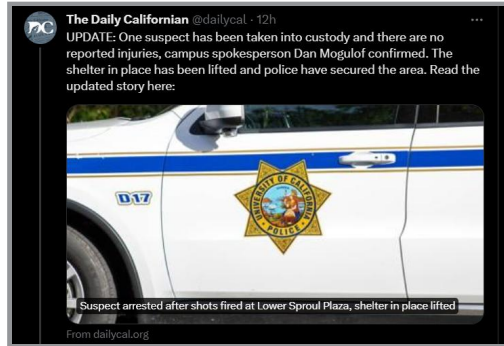 The Daily Californian @dailycal · 12h
UPDATE: One suspect has been taken into custody and there are no
reported injuries, campus spokesperson Dan Mogulof confirmed. The
shelter in place has been lifted and police have secured the area. Read the
updated story here:
D17
UNIVERSITY OF CALIFORNIA
POLICE
Suspect arrested after shots fired at Lower Sproul Plaza, shelter in place lifted
From dailycal.org